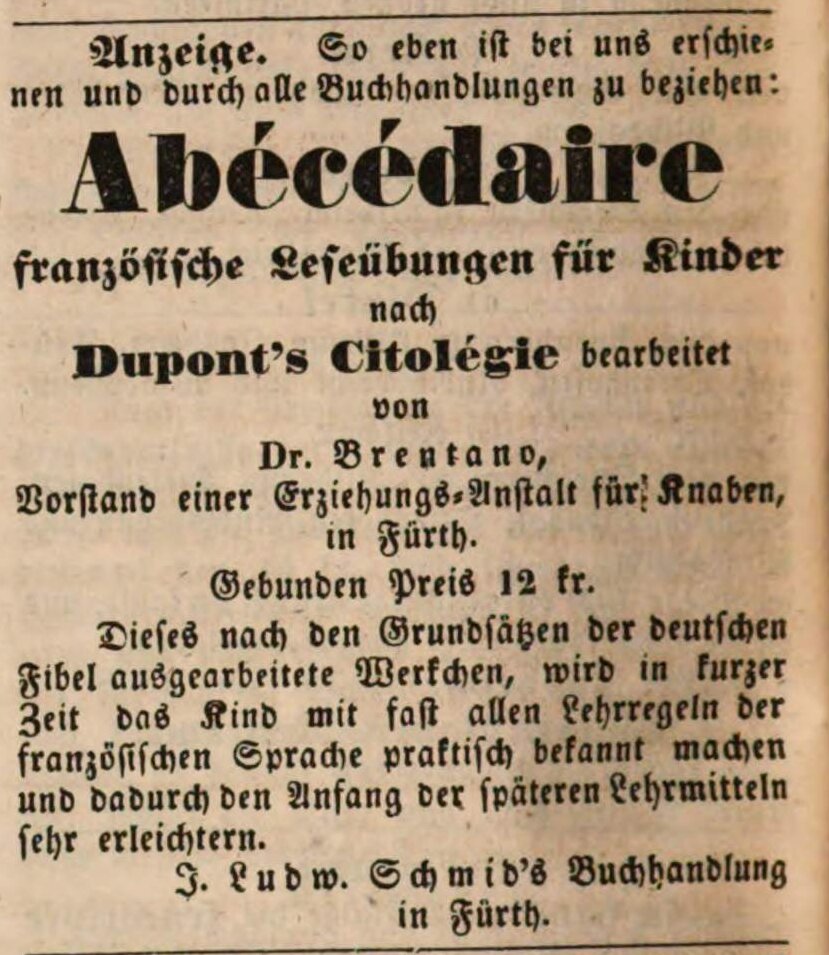 Anzeige. So eben ist bei uns erschie-
nen und durch alle Buchhandlungen zu beziehen:
Abécédaire
französische Leseübungen für Kinder
nach
Dupont's Citolégie bearbeitet
von
Dr. Brentano,
Vorstand einer Erziehungs-Anstalt für Knaben,
in Fürth.
Gebunden Preis 12 kr.
Dieses nach den Grundsätzen der deutschen
Fibel ausgearbeitete Werkchen, wird in kurzer
Zeit das Kind mit fast allen Lehrregeln der
französischen Sprache praktisch bekannt machen
und dadurch den Anfang der späteren Lehrmitteln
sehr erleichtern.
J. Ludw. Schmid's Buchhandlung
in Fürth.